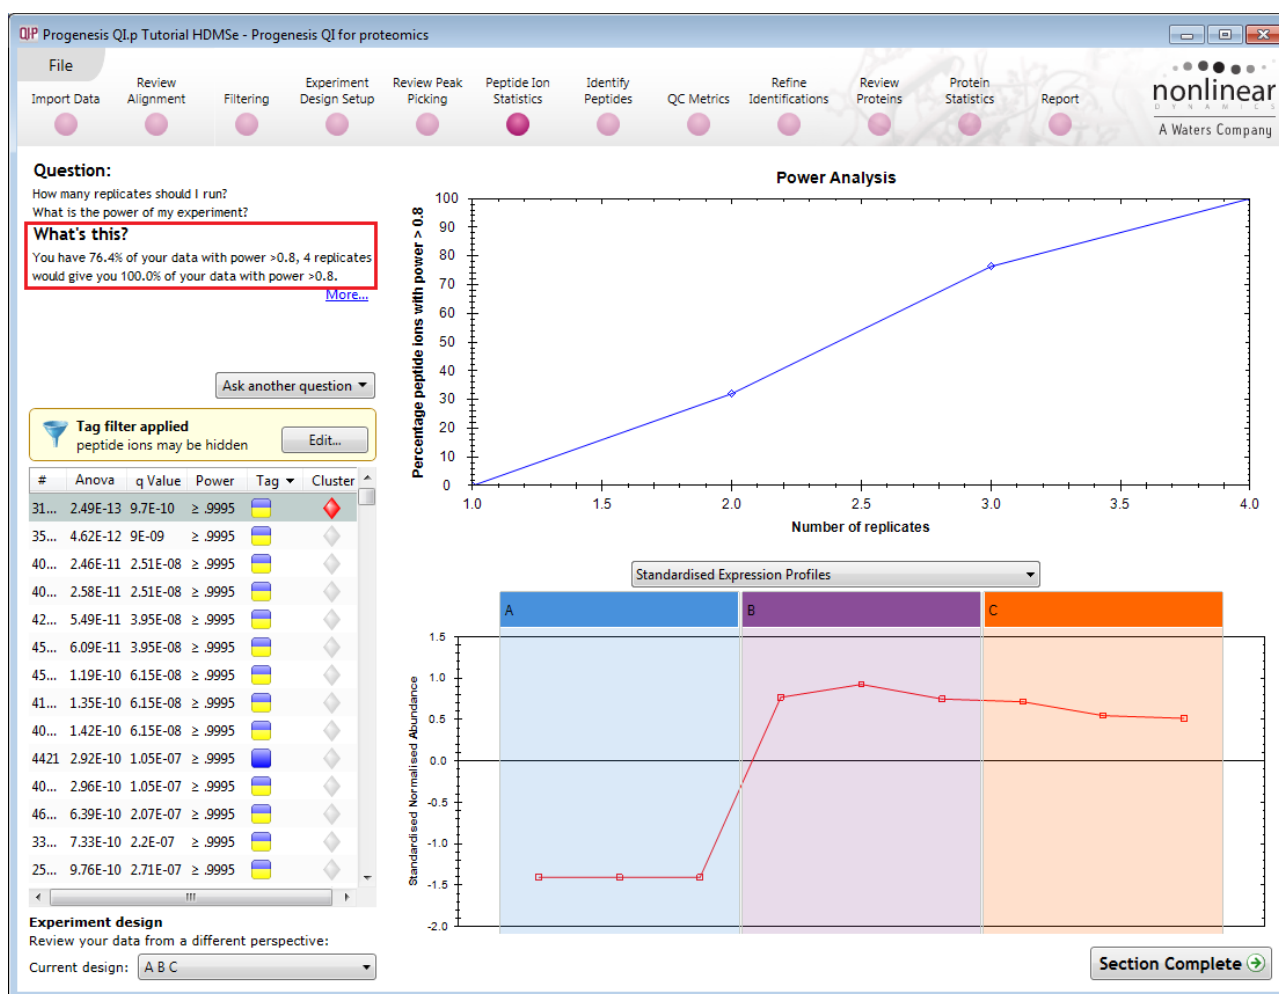 Progenesis QI.p Tutorial HDMSe - Progenesis QI for proteomics
File
Import Data
Review Alignment
Filtering
Experiment Design Setup
Review Peak Picking
Peptide Ion Statistics
Identify Peptides
QC Metrics
Refine Identifications
Review Proteins
Protein Statistics
Report
nonlinear
DYNAMICS
A Waters Company
Question:
How many replicates should I run?
What is the power of my experiment?
What's this?
You have 76.4% of your data with power >0.8, 4 replicates
would give you 100.0% of your data with power >0.8.
More...
Ask another question
Tag filter applied
peptide ions may be hidden
Edit...
# Anova q Value Power Tag Cluster
31... 2.49E-13 9.7E-10 ≥ .9995
35... 4.62E-12 9E-09 ≥ .9995
40... 2.46E-11 2.51E-08 ≥ .9995
40... 2.58E-11 2.51E-08 ≥ .9995
42... 5.49E-11 3.95E-08 ≥ .9995
45... 6.09E-11 3.95E-08 ≥ .9995
45... 1.19E-10 6.15E-08 ≥ .9995
41... 1.35E-10 6.15E-08 ≥ .9995
40... 1.42E-10 6.15E-08 ≥ .9995
4421 2.92E-10 1.05E-07 ≥ .9995
40... 2.96E-10 1.05E-07 ≥ .9995
46... 6.39E-10 2.07E-07 ≥ .9995
33... 7.33E-10 2.2E-07 ≥ .9995
25... 9.76E-10 2.71E-07 ≥ .9995
Experiment design
Review your data from a different perspective:
Current design: A B C
Power Analysis
Percentage peptide ions with power > 0.8
100
90
80
70
60
50
40
30
20
10
0
1.0 1.5 2.0 2.5 3.0 3.5 4.0
Number of replicates
Standardised Expression Profiles
A B C
Standardised Normalised Abundance
1.5
1.0
0.5
0.0
-0.5
-1.0
-1.5
-2.0
Section Complete